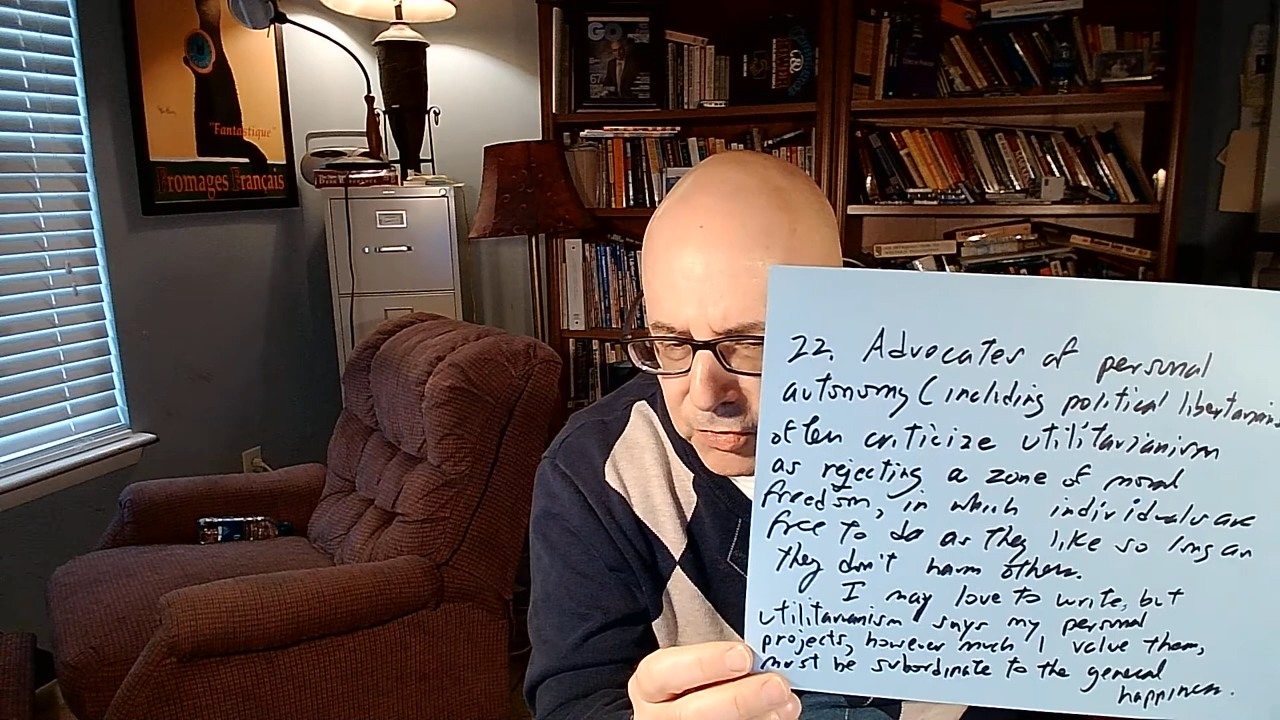 "Fantastique"
Fromages Français
GQ
22. Advocates of personal
autonomy (including political libertarian
often criticize utilitarianism
as rejecting a zone of moral
freedom, in which individuals are
free to do as they like so long as
they don't harm others.
I may love to write, but
utilitarianism says my personal
projects, however much I value them,
must be subordinate to the general
happiness.